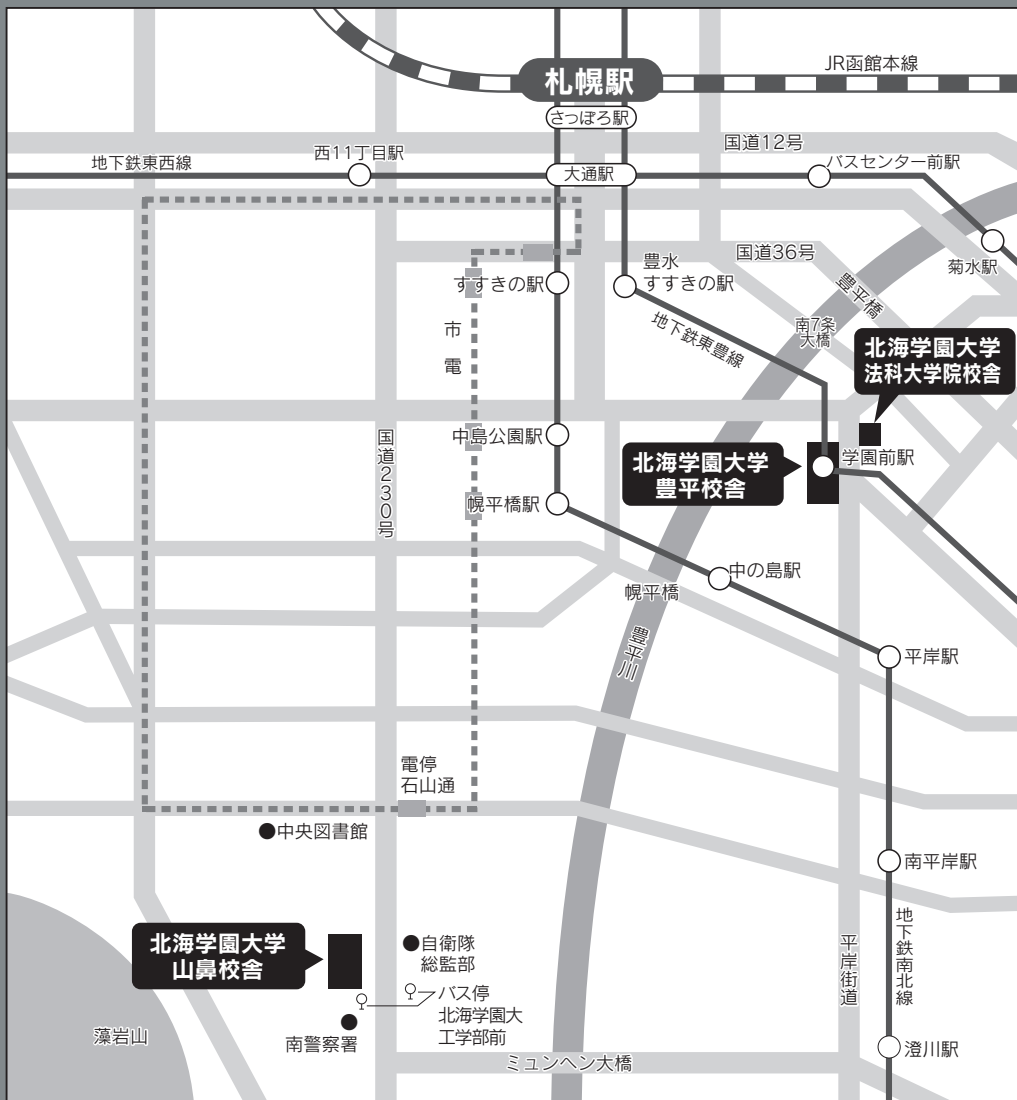 JR函館本線
札幌駅
さっぽろ駅
国道12号
地下鉄東西線
西11丁目駅
大通駅
バスセンター前駅
国道36号
豊水
すすきの駅
すすきの駅
菊水駅
豊平橋
南7条
大橋
地下鉄東豊線
市電
北海学園大学
法科大学院校舎
国道230号
中島公園駅
北海学園大学
豊平校舎
学園前駅
幌平橋駅
中の島駅
幌平橋
豊平川
平岸駅
電停
石山通
中央図書館
南平岸駅
北海学園大学
山鼻校舎
自衛隊
総監部
平岸街道
地下鉄南北線
バス停
北海学園大
工学部前
南警察署
藻岩山
ミュンヘン大橋
澄川駅